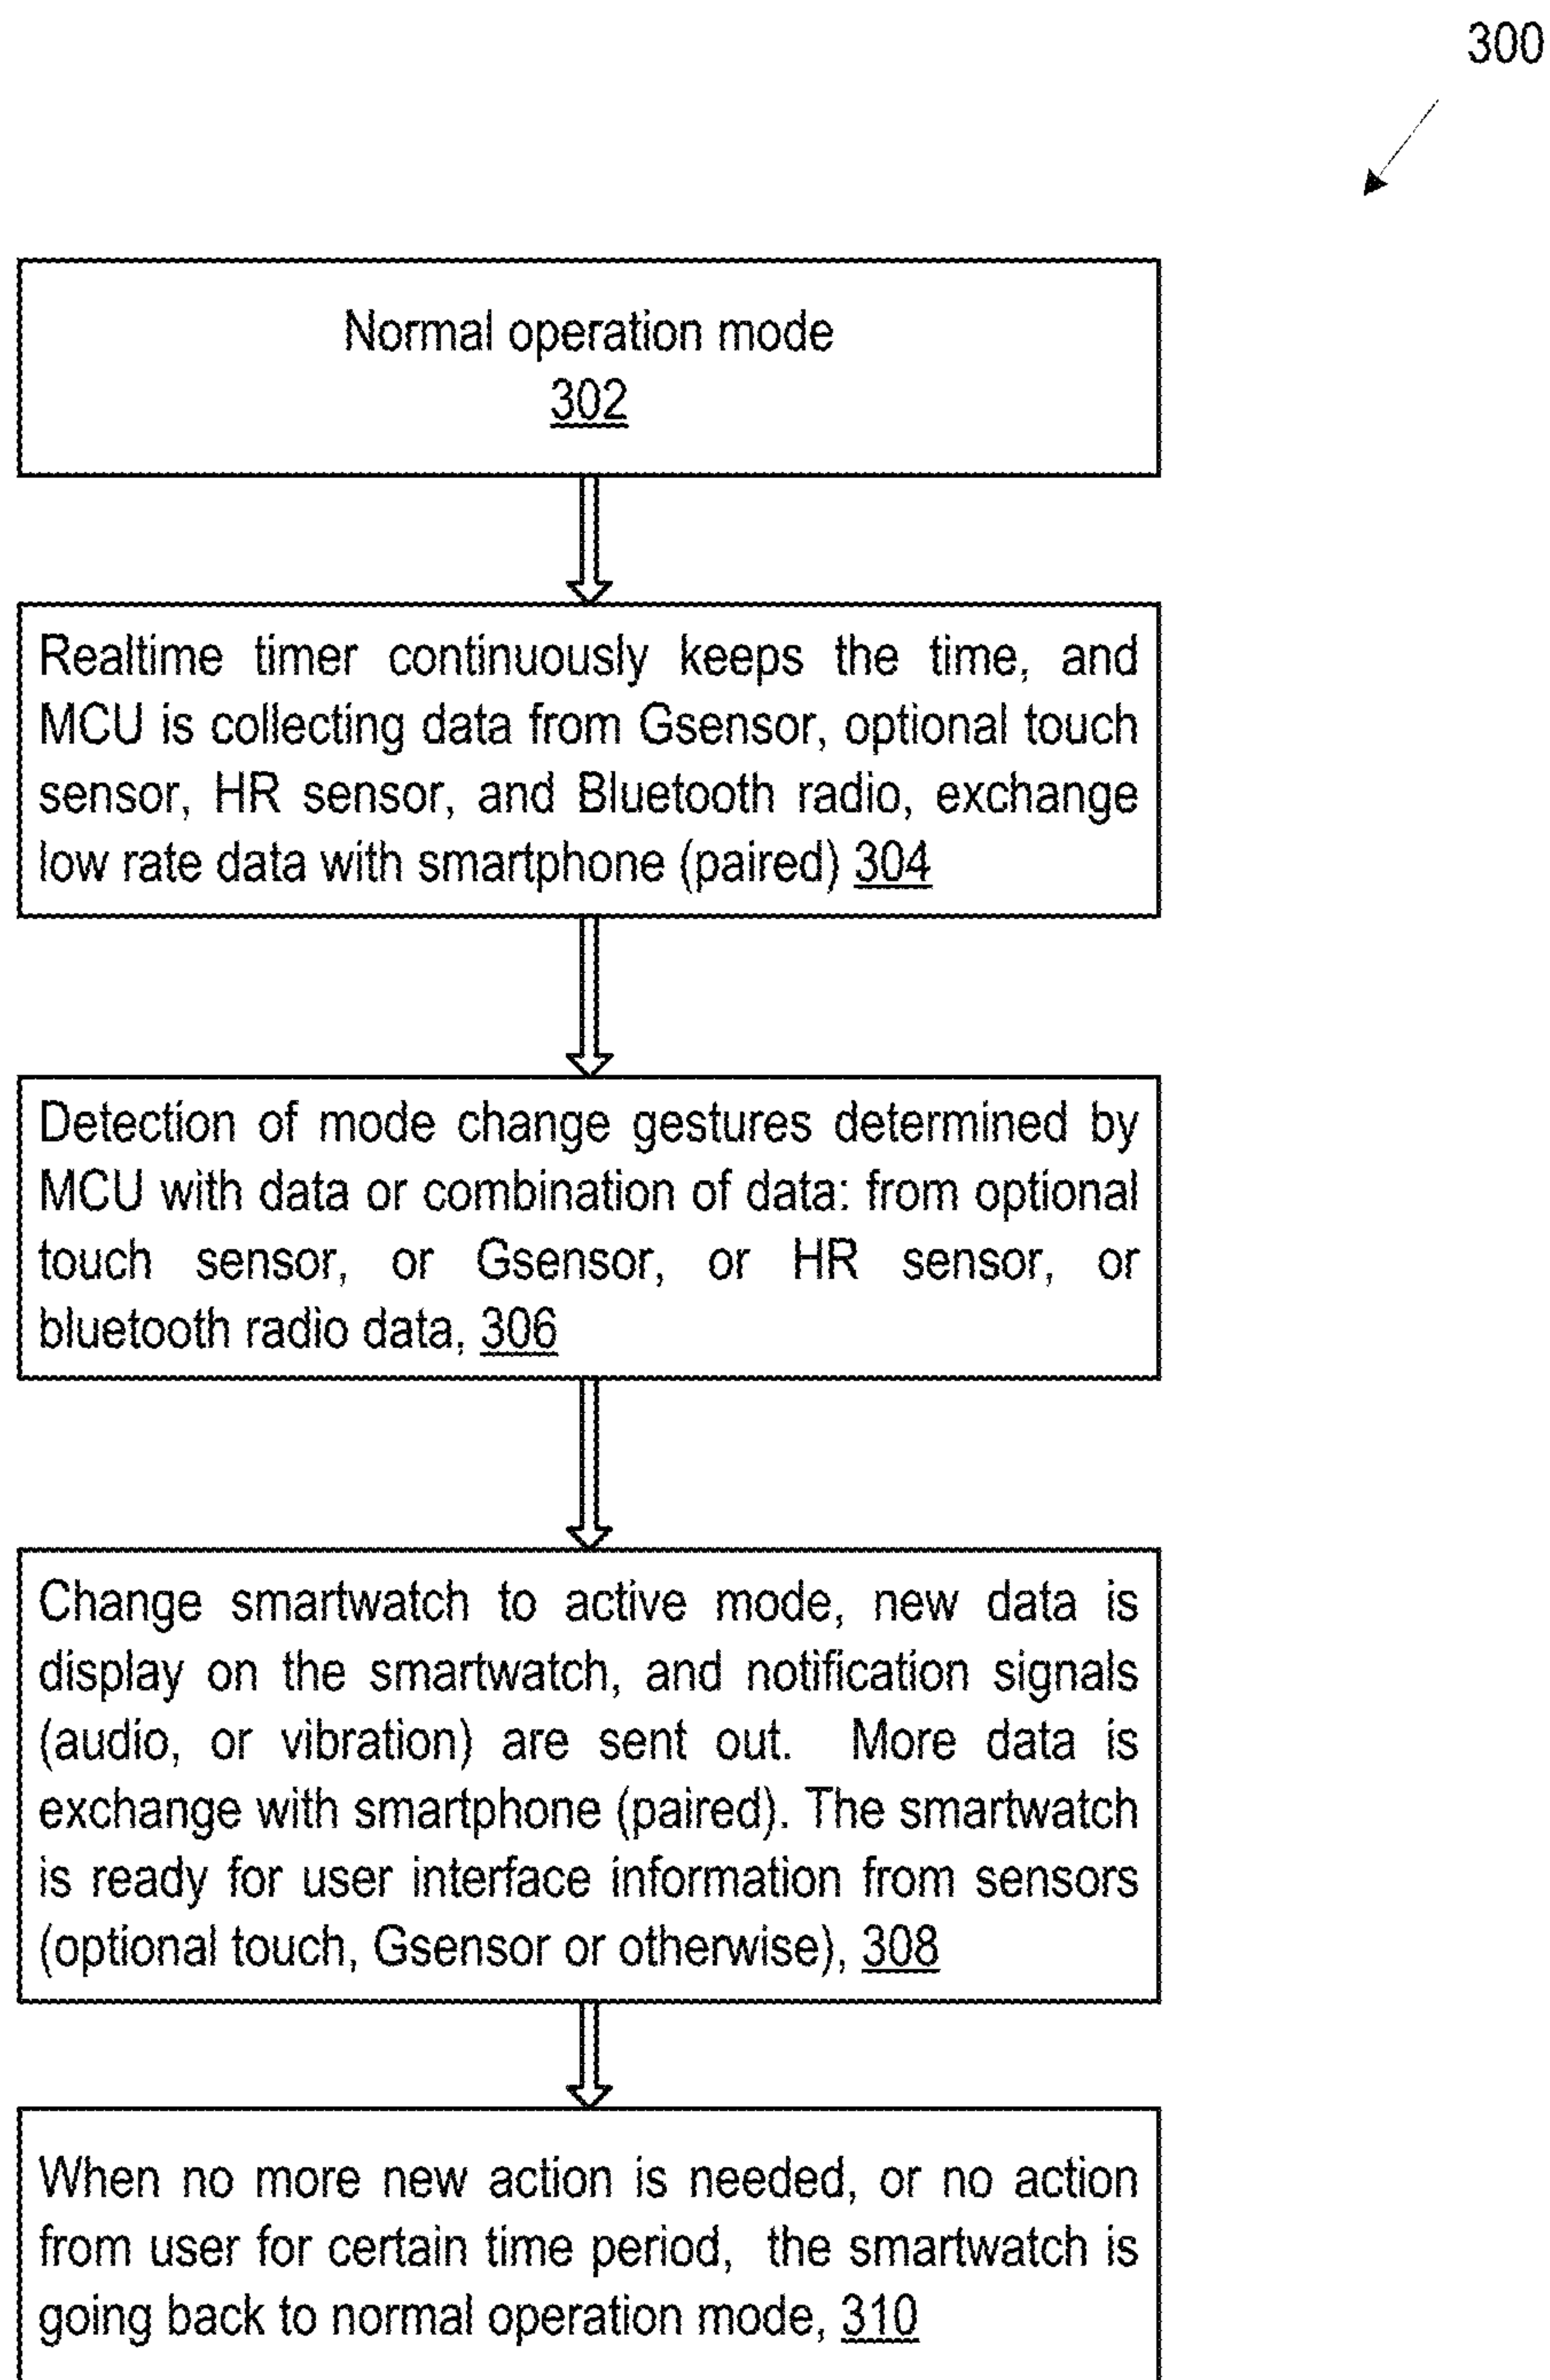 300
Normal operation mode
302
Realtime timer continuously keeps the time, and
MCU is collecting data from Gsensor, optional touch
sensor, HR sensor, and Bluetooth radio, exchange
low rate data with smartphone (paired) 304
Detection of mode change gestures determined by
MCU with data or combination of data: from optional
touch sensor, or Gsensor, or HR sensor, or
bluetooth radio data, 306
Change smartwatch to active mode, new data is
display on the smartwatch, and notification signals
(audio, or vibration) are sent out. More data is
exchange with smartphone (paired). The smartwatch
is ready for user interface information from sensors
(optional touch, Gsensor or otherwise), 308
When no more new action is needed, or no action
from user for certain time period, the smartwatch is
going back to normal operation mode, 310